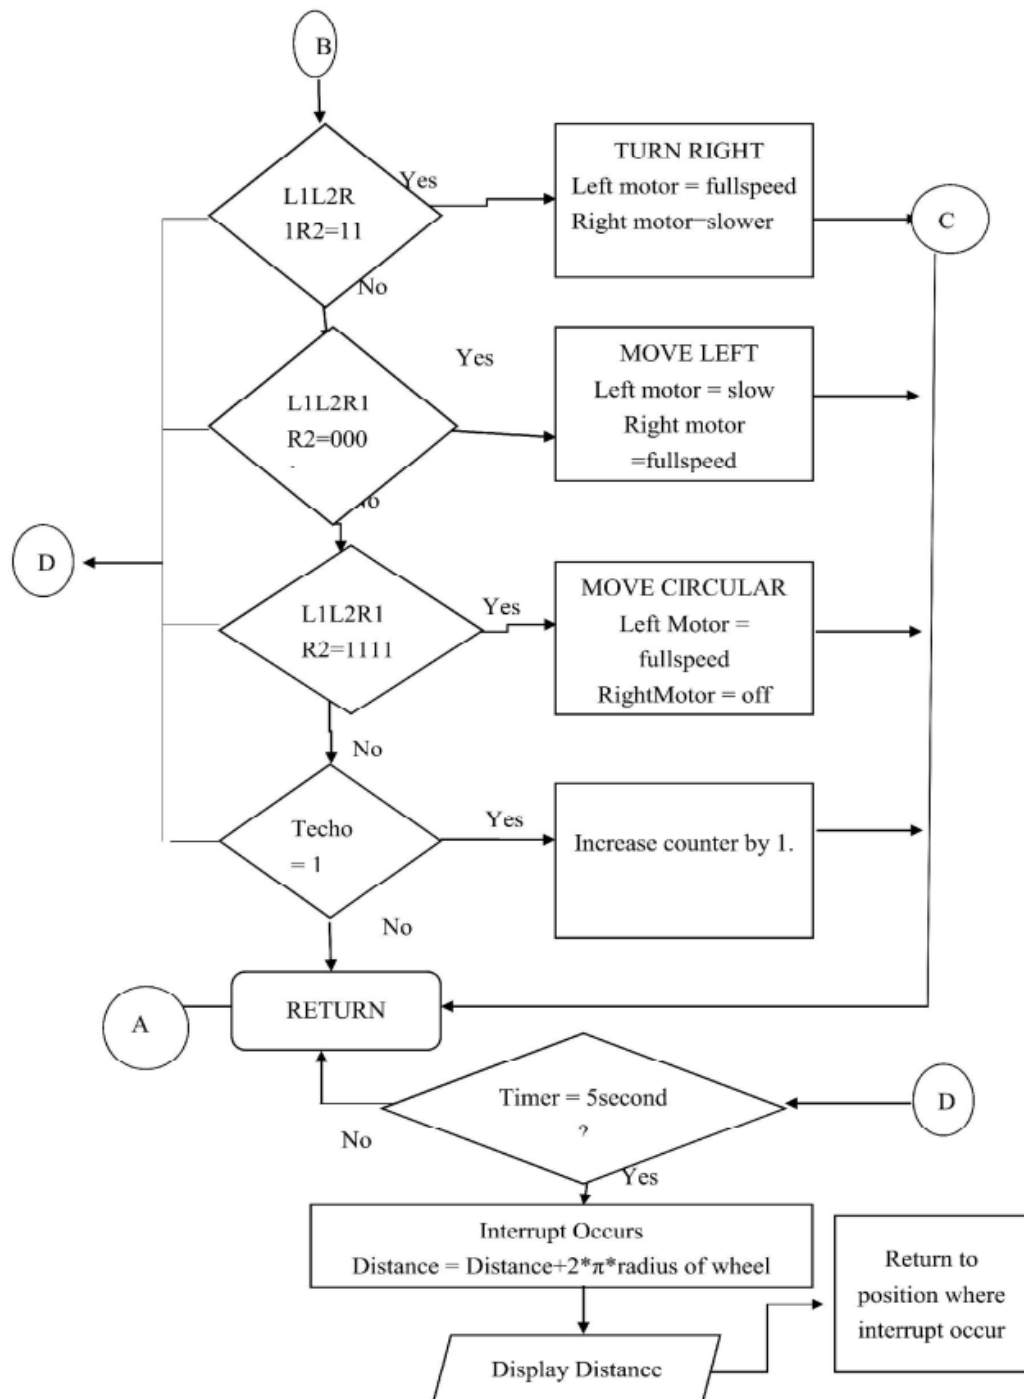 B
L1L2R
1R2=11
Yes
TURN RIGHT
Left motor = fullspeed
Right motor=slower
C
No
L1L2R1
R2=000
Yes
MOVE LEFT
Left motor = slow
Right motor
=fullspeed
No
D
L1L2R1
R2=1111
Yes
MOVE CIRCULAR
Left Motor =
fullspeed
RightMotor = off
No
Techo
= 1
Yes
Increase counter by 1.
No
RETURN
A
Timer = 5second
?
D
No
Yes
Interrupt Occurs
Distance = Distance+2*π*radius of wheel
Return to
position where
interrupt occur
Display Distance